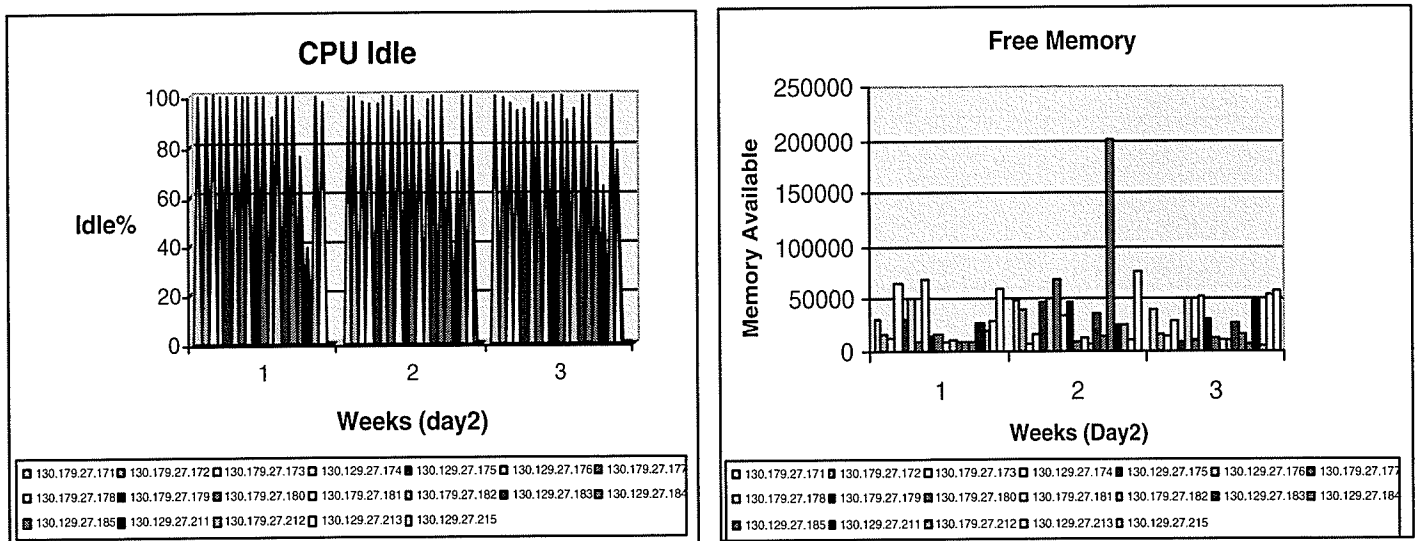 CPU Idle
100
80
60
40
20
0
Idle%
1 2 3
Weeks (day2)
130.179.27.171 130.179.27.172 130.179.27.173 130.129.27.174 130.129.27.175 130.129.27.176 130.179.27.177
130.179.27.178 130.179.27.179 130.179.27.180 130.179.27.181 130.179.27.182 130.129.27.183 130.129.27.184
130.129.27.185 130.129.27.211 130.179.27.212 130.129.27.213 130.129.27.215
Free Memory
250000
200000
150000
100000
50000
0
Memory Available
1 2 3
Weeks (Day2)
130.179.27.171 130.179.27.172 130.179.27.173 130.129.27.174 130.129.27.175 130.129.27.176 130.179.27.177
130.179.27.178 130.179.27.179 130.179.27.180 130.179.27.181 130.179.27.182 130.129.27.183 130.129.27.184
130.129.27.185 130.129.27.211 130.179.27.212 130.129.27.213 130.129.27.215